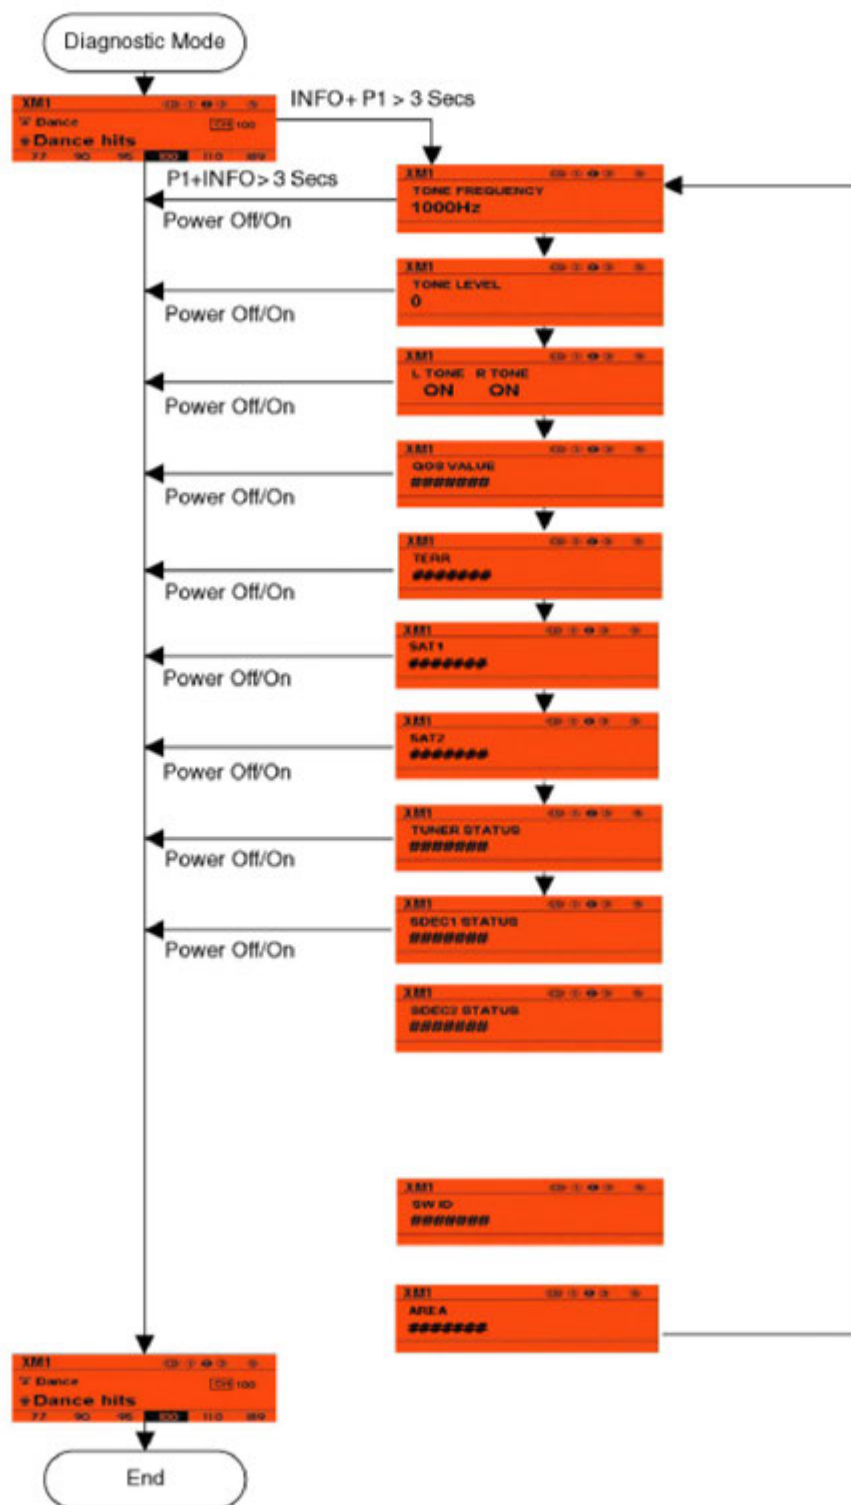 Diagnostic Mode
XM1
Dance
CH 100
Dance hits
77 90 95 100 110 189
INFO+ P1 > 3 Secs
XM1
TONE FREQUENCY
1000Hz
P1+INFO> 3 Secs
Power Off/On
XM1
TONE LEVEL
0
Power Off/On
XM1
L TONE R TONE
ON ON
Power Off/On
XM1
QOS VALUE
#######
Power Off/On
XM1
TERR
#######
Power Off/On
XM1
SAT1
#######
Power Off/On
XM1
SAT2
#######
Power Off/On
XM1
TUNER STATUS
#######
Power Off/On
XM1
SDEC1 STATUS
#######
Power Off/On
XM1
SDEC2 STATUS
#######
XM1
SW ID
#######
XM1
AREA
#######
XM1
Dance
CH 100
Dance hits
77 90 95 100 110 189
End